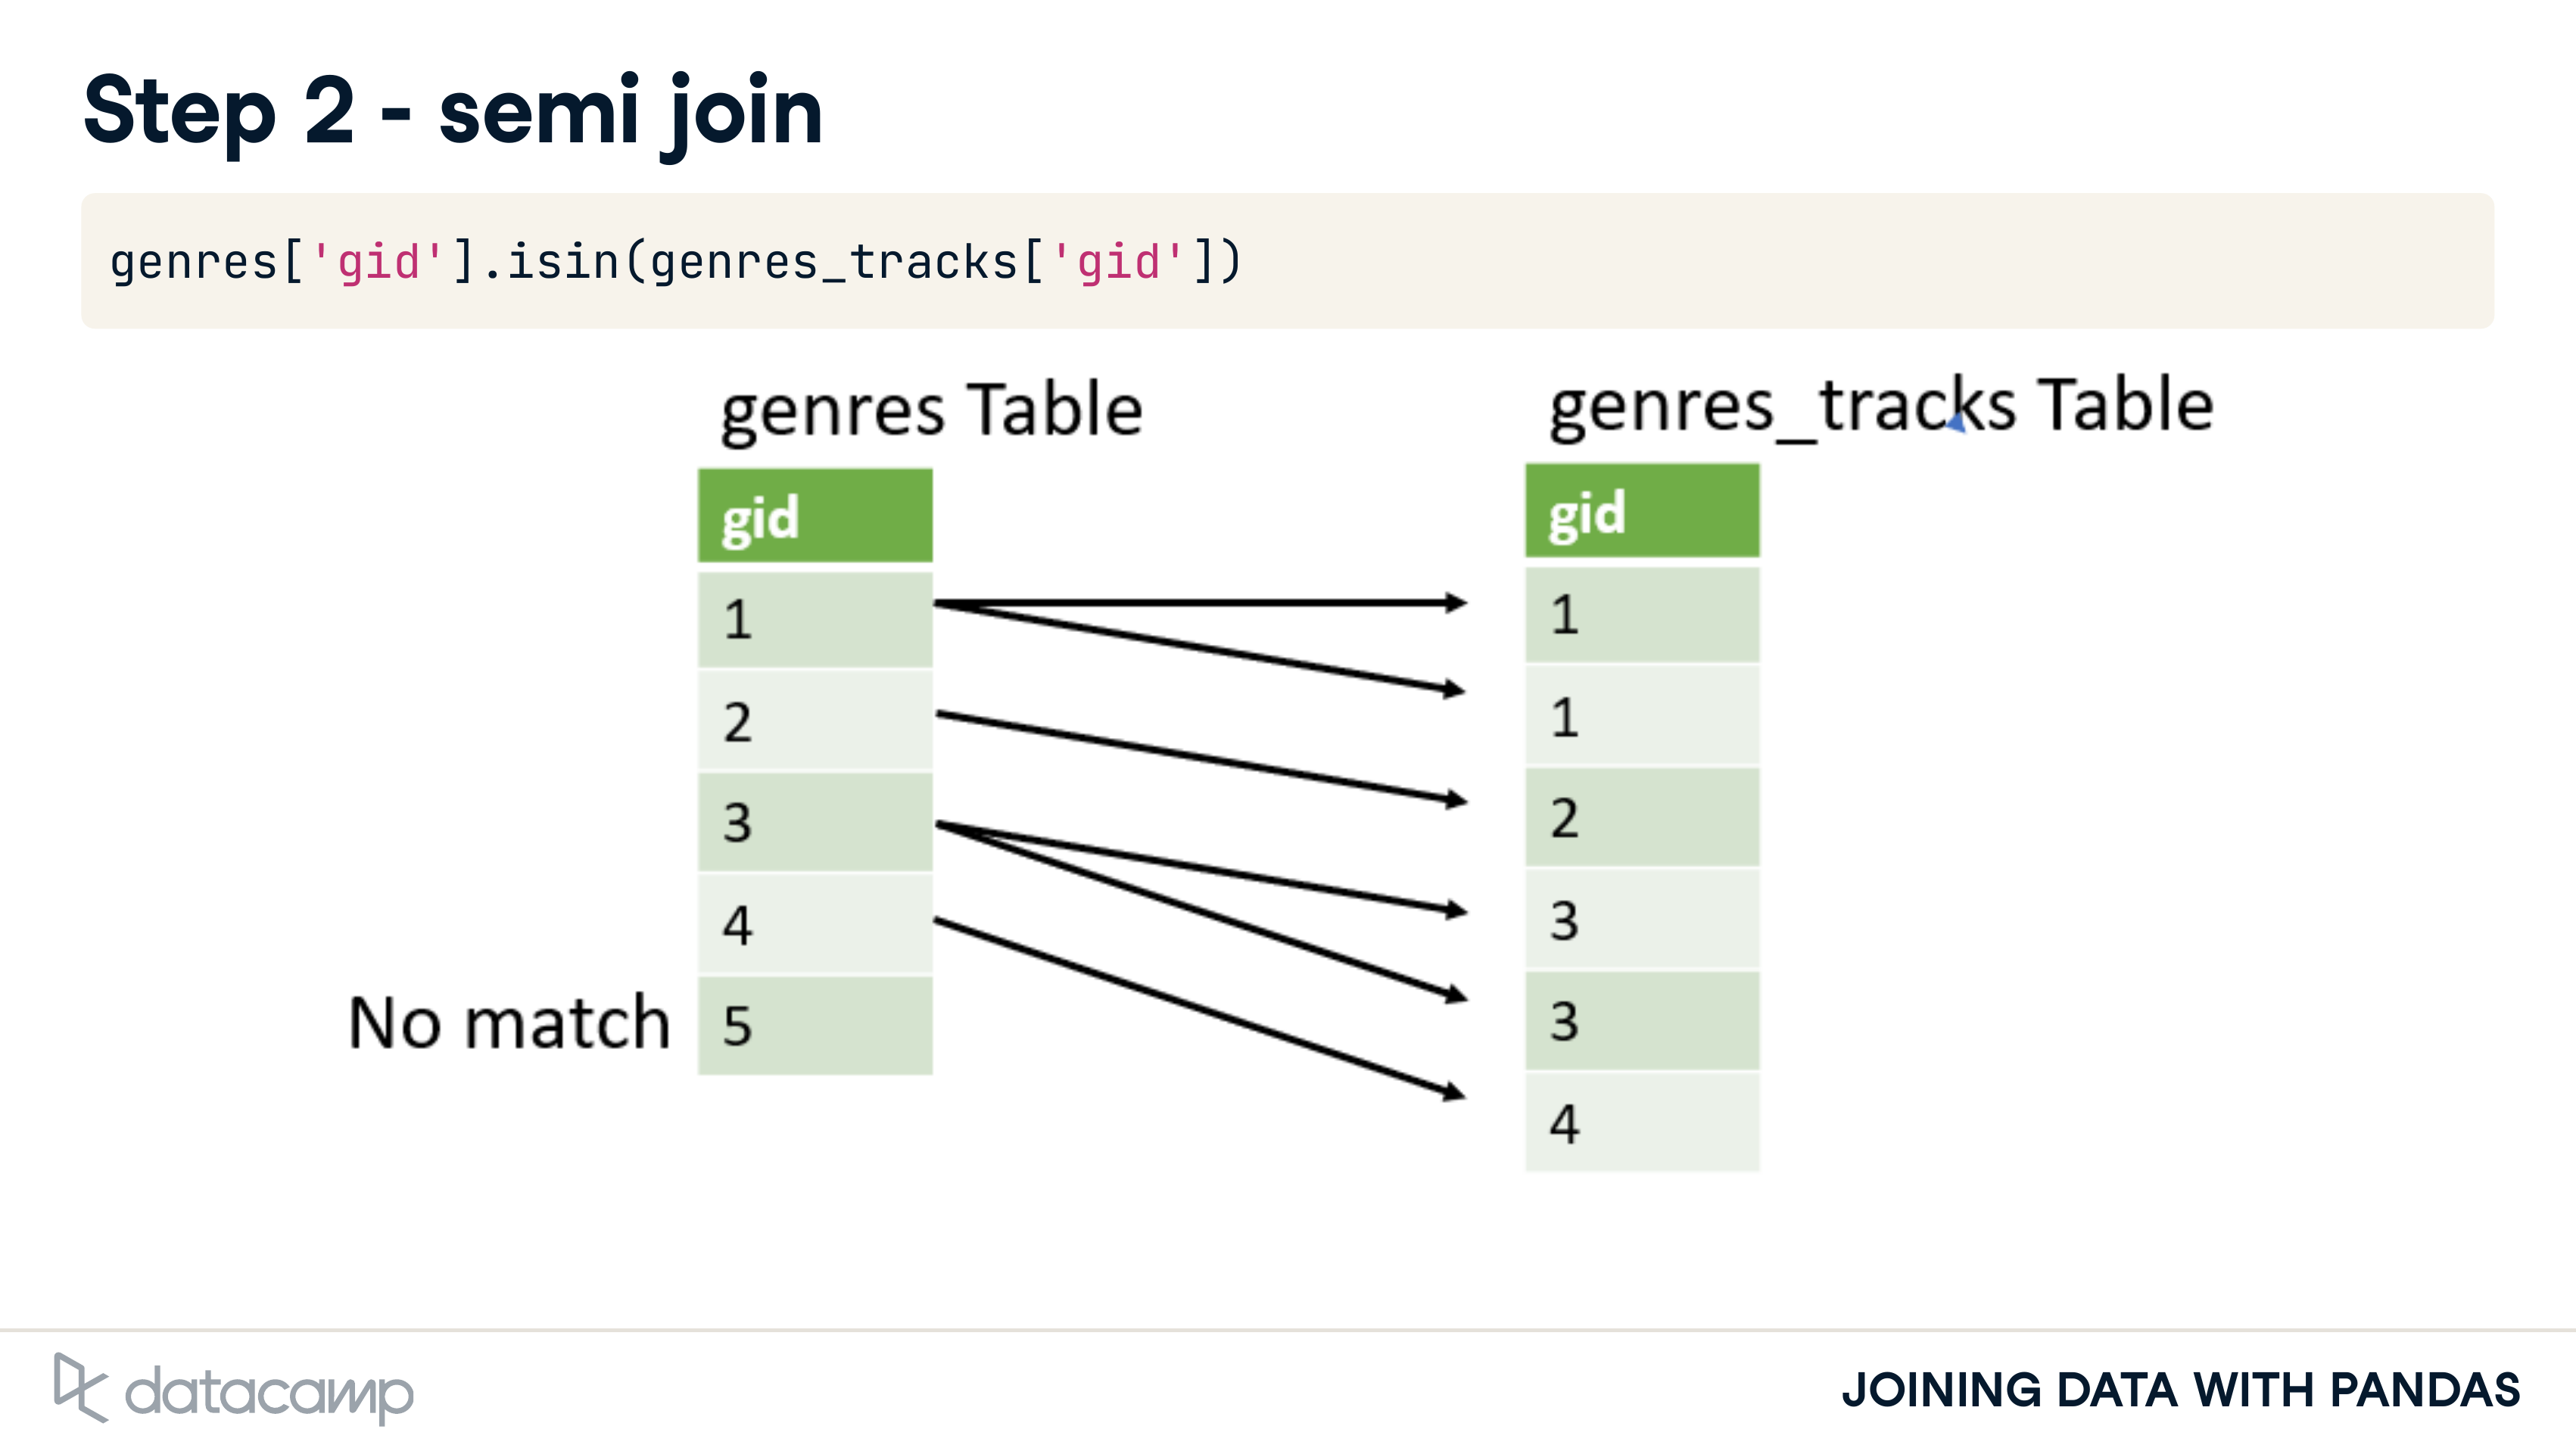 Step 2 - semi join
genres['gid'].isin(genres_tracks['gid'])
genres Table
gid
1
2
3
4
No match 5
genres_tracks Table
gid
1
1
2
3
3
4
datacamp
JOINING DATA WITH PANDAS